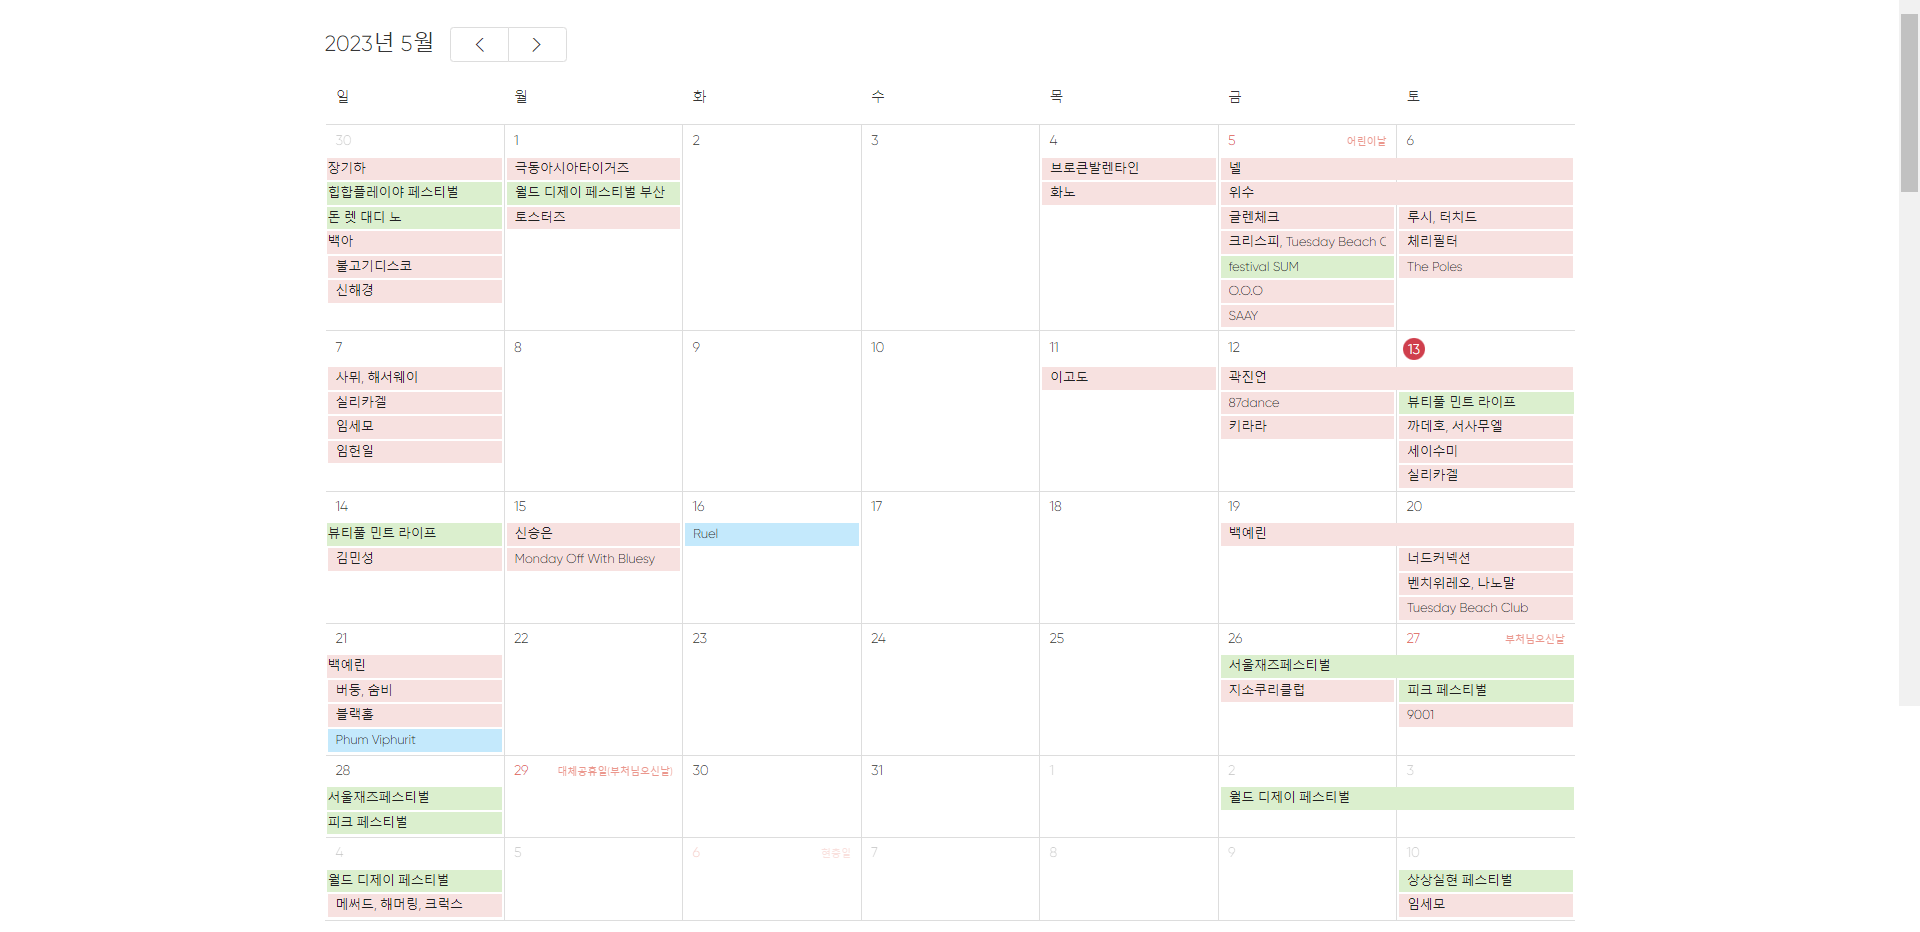 2023년 5월
일 월 화 수 목 금 토
30 1 2 3 4 5 어린이날 6
장기하 극동아시아타이거즈 브로큰발렌타인 넬
힙합플레이야 페스티벌 월드 디제이 페스티벌 부산 화노 위수
돈 렛 대디 노 토스터즈 글렌체크 루시, 터치드
백아 크리스피, Tuesday Beach C 체리필터
불고기디스코 festival SUM The Poles
신해경 O.O.O
SAAY
7 8 9 10 11 12 13
사뮈, 해서웨이 이고도 곽진언
실리카겔 87dance 뷰티풀 민트 라이프
임세모 키라라 까데호, 서사무엘
임헌일 세이수미
실리카겔
14 15 16 17 18 19 20
뷰티풀 민트 라이프 신승은 Ruel 백예린
김민성 Monday Off With Bluesy 너드커넥션
벤치위레오, 나노말
Tuesday Beach Club
21 22 23 24 25 26 27 부처님오신날
백예린 서울재즈페스티벌
버둥, 숨비 지소쿠리클럽 피크 페스티벌
블랙홀 9001
Phum Viphurit
28 29 대체공휴일(부처님오신날) 30 31 1 2 3
서울재즈페스티벌 월드 디제이 페스티벌
피크 페스티벌
4 5 6 현충일 7 8 9 10
월드 디제이 페스티벌 상상실현 페스티벌
메써드, 해머링, 크럭스 임세모